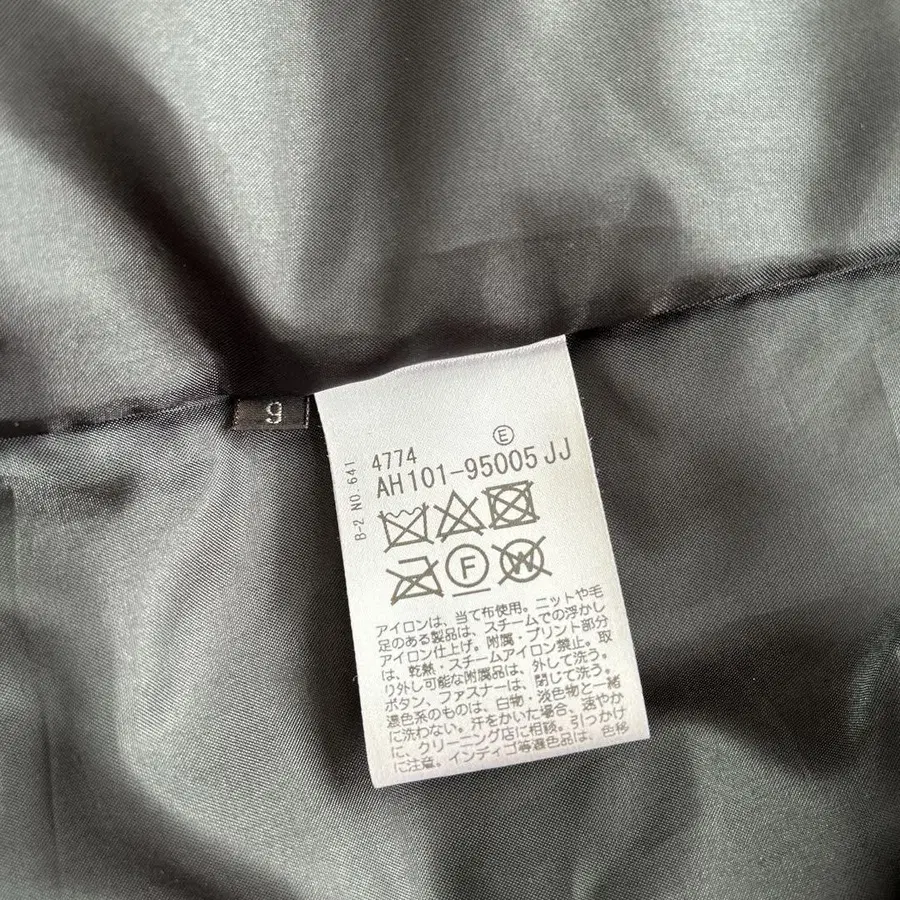 9
B-2 NO.641
E
4774
AH101-95005 JJ
F
W
アイロンは、当て布使用。ニットや毛
足のある製品は、スチームでの浮かし
アイロン仕上げ。附属・プリント部分
は、乾熱・スチームアイロン禁止。取
り外し可能な附属品は、外して洗う。
ボタン、ファスナーは、閉じて洗う。
濃色系のものは、白物・淡色物と一緒
に洗わない。汗をかいた場合、速やか
に、クリーニング店に相談。引っかけ
に注意。インディゴ等濃色品は、色移